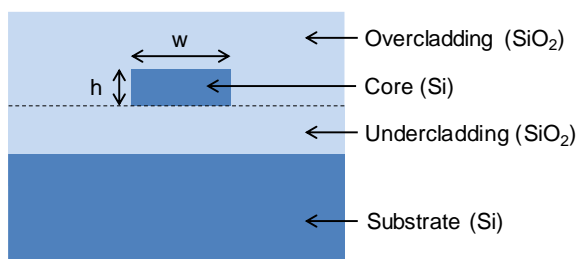 w
Overcladding (SiO₂)
h
Core (Si)
Undercladding (SiO₂)
Substrate (Si)